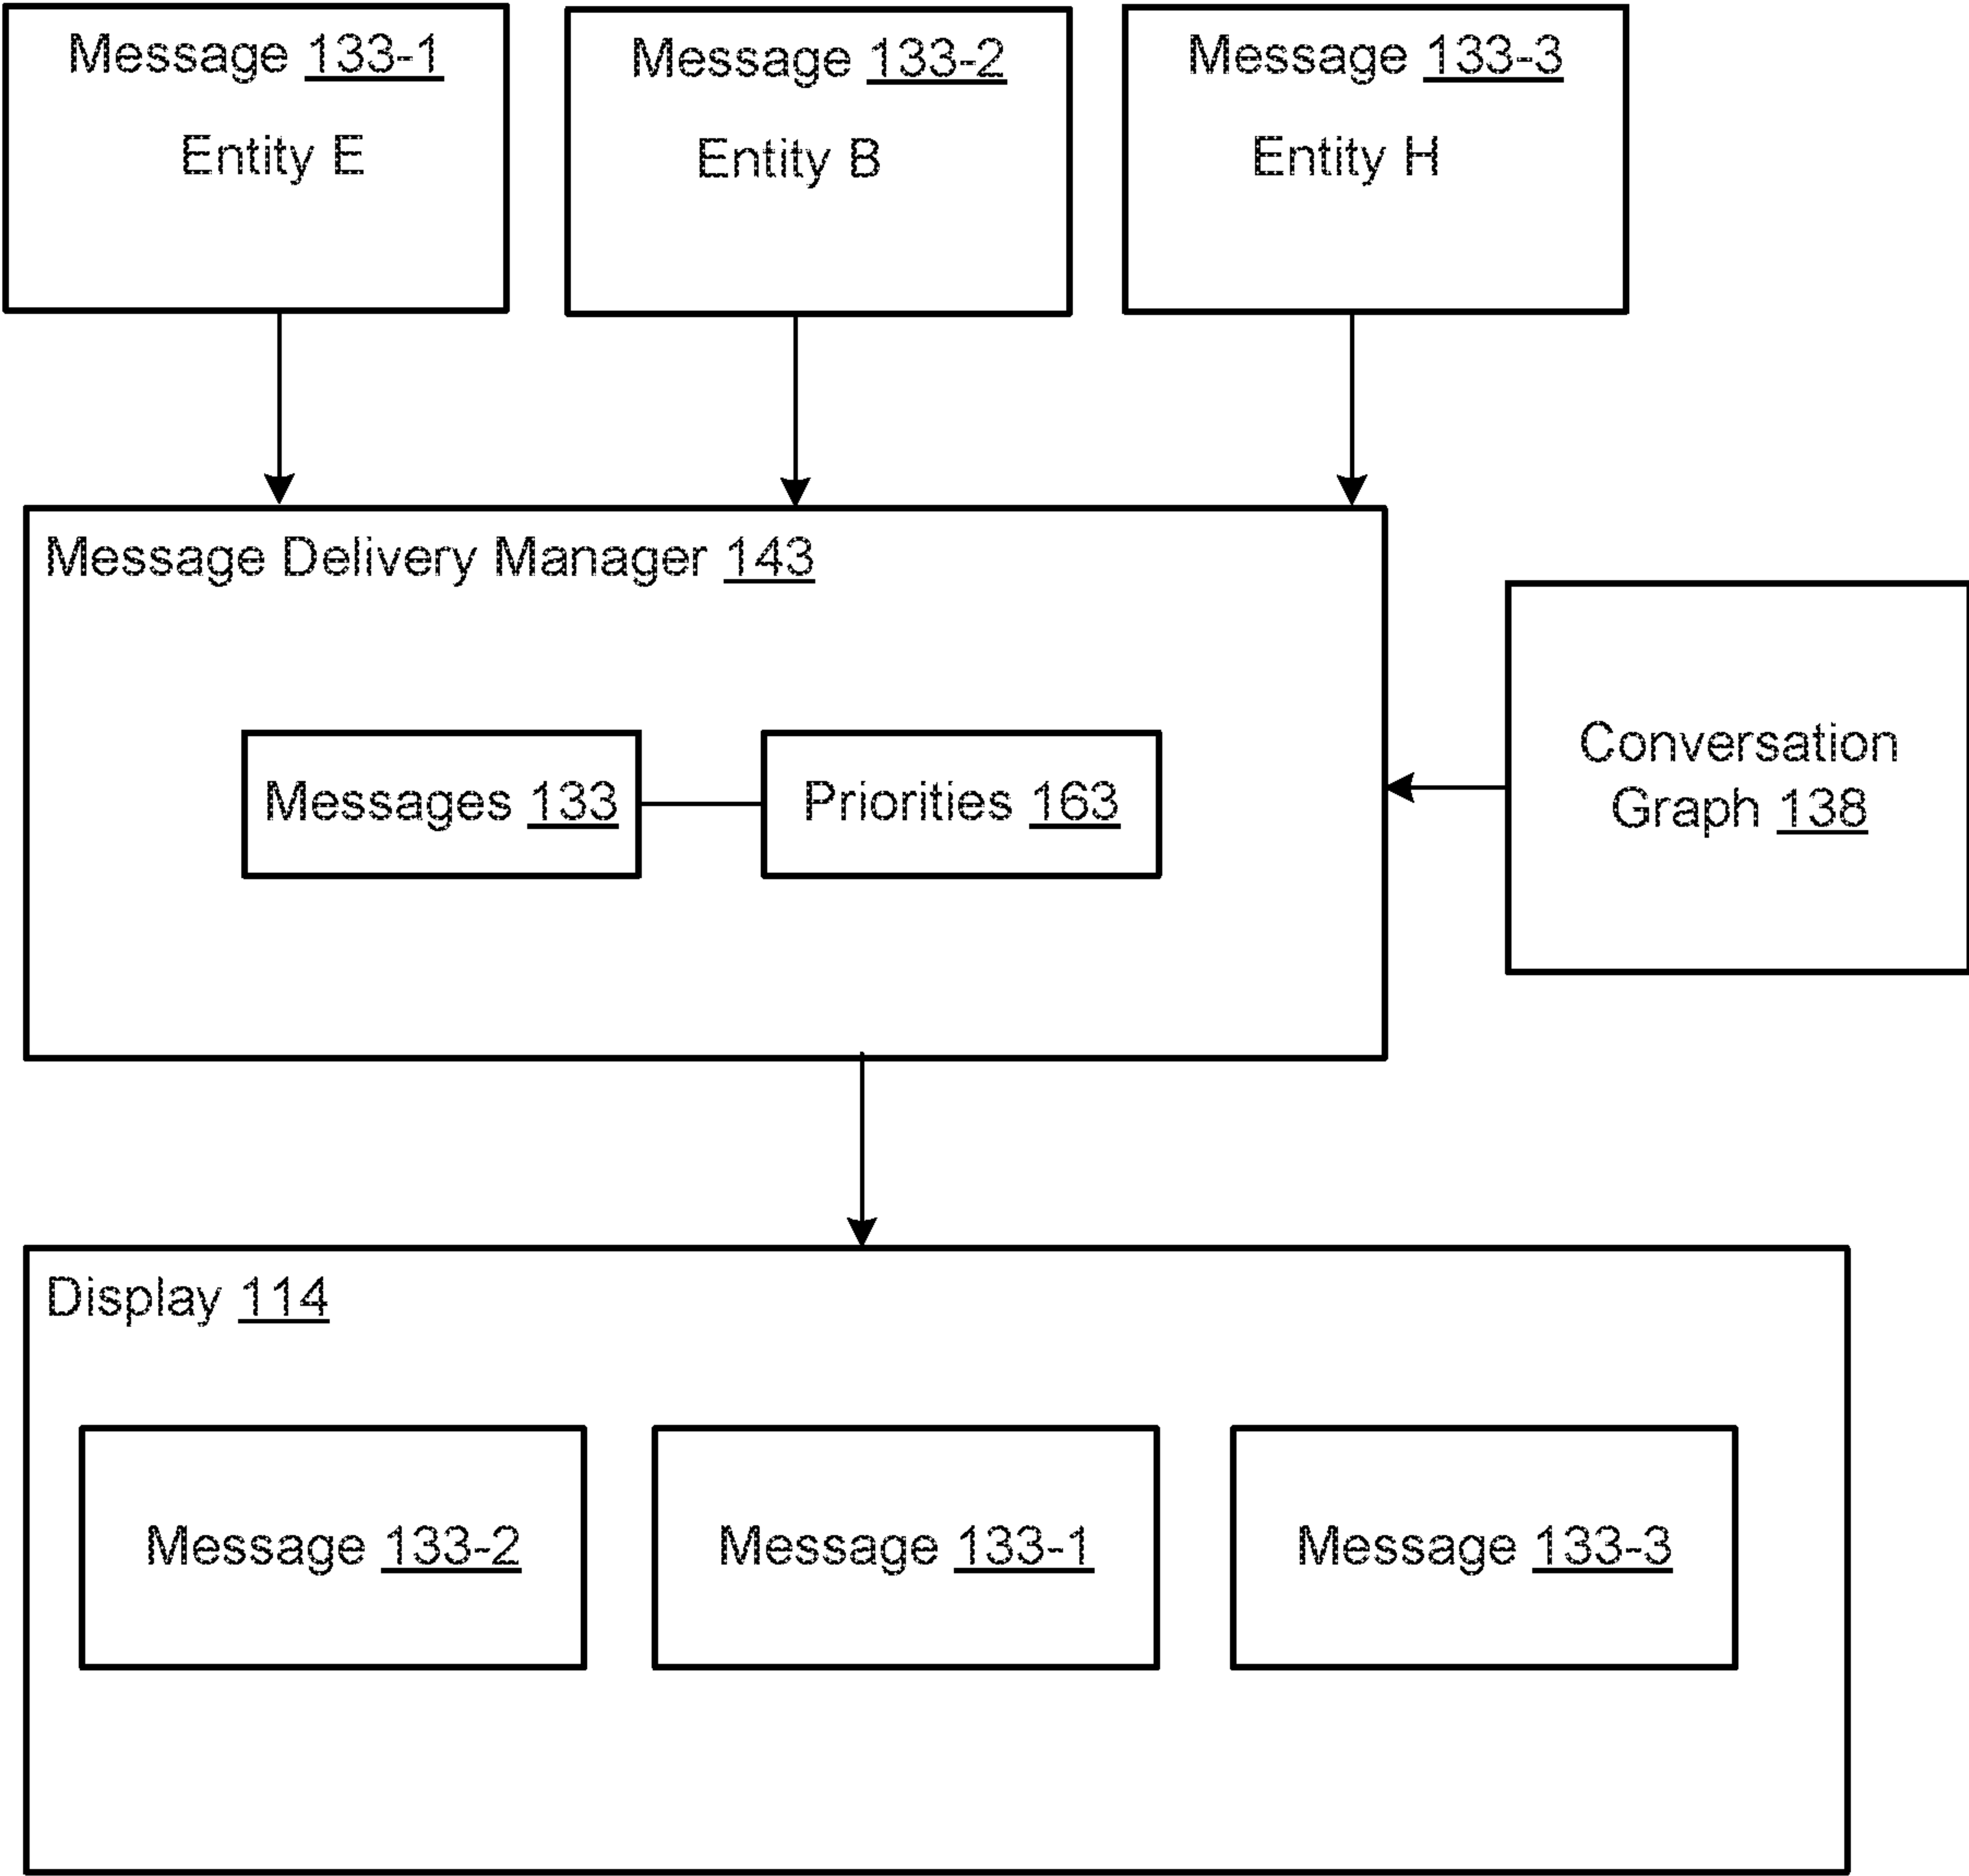 Message 133-1
Entity E
Message 133-2
Entity B
Message 133-3
Entity H
Message Delivery Manager 143
Messages 133
Priorities 163
Conversation
Graph 138
Display 114
Message 133-2
Message 133-1
Message 133-3